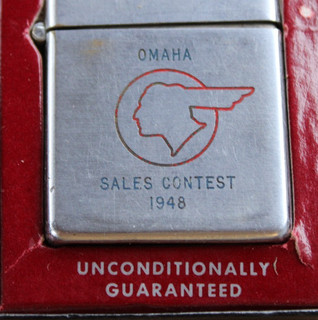 OMAHA
SALES CONTEST
1948
UNCONDITIONALLY
GUARANTEED